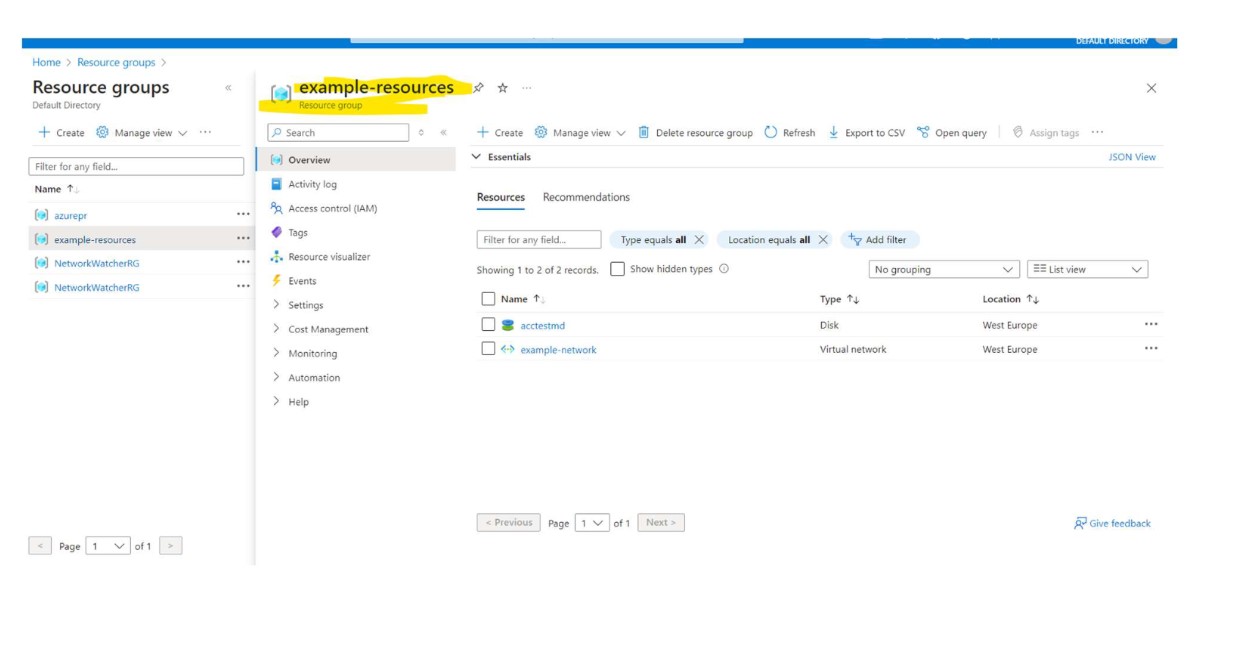 DEFAULT DIRECTORY
Home > Resource groups >
Resource groups
Default Directory
Create Manage view
Filter for any field...
Name
azurepr
example-resources
NetworkWatcherRG
NetworkWatcherRG
< Page 1 of 1 >
example-resources
Resource group
Search
Overview
Activity log
Access control (IAM)
Tags
Resource visualizer
Events
Settings
Cost Management
Monitoring
Automation
Help
Create Manage view Delete resource group Refresh Export to CSV Open query Assign tags
Essentials JSON View
Resources Recommendations
Filter for any field... Type equals all Location equals all Add filter
Showing 1 to 2 of 2 records. Show hidden types No grouping List view
Name Type Location
acctestmd Disk West Europe
example-network Virtual network West Europe
< Previous Page 1 of 1 Next > Give feedback